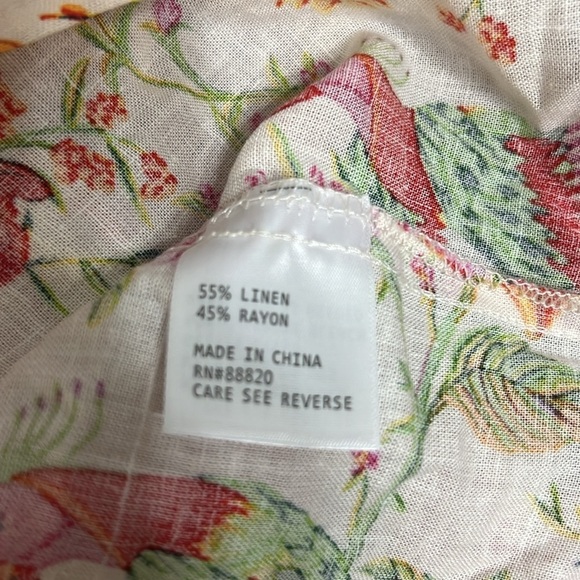 55% LINEN
45% RAYON
MADE IN CHINA
RN#88820
CARE SEE REVERSE